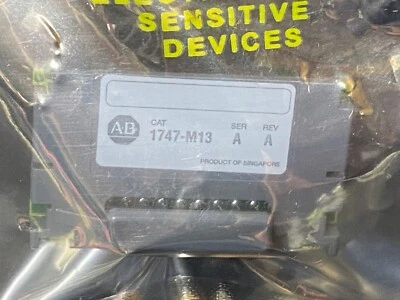 SENSITIVE
DEVICES
AB
CAT SER REV
1747-M13 A A
PRODUCT OF SINGAPORE